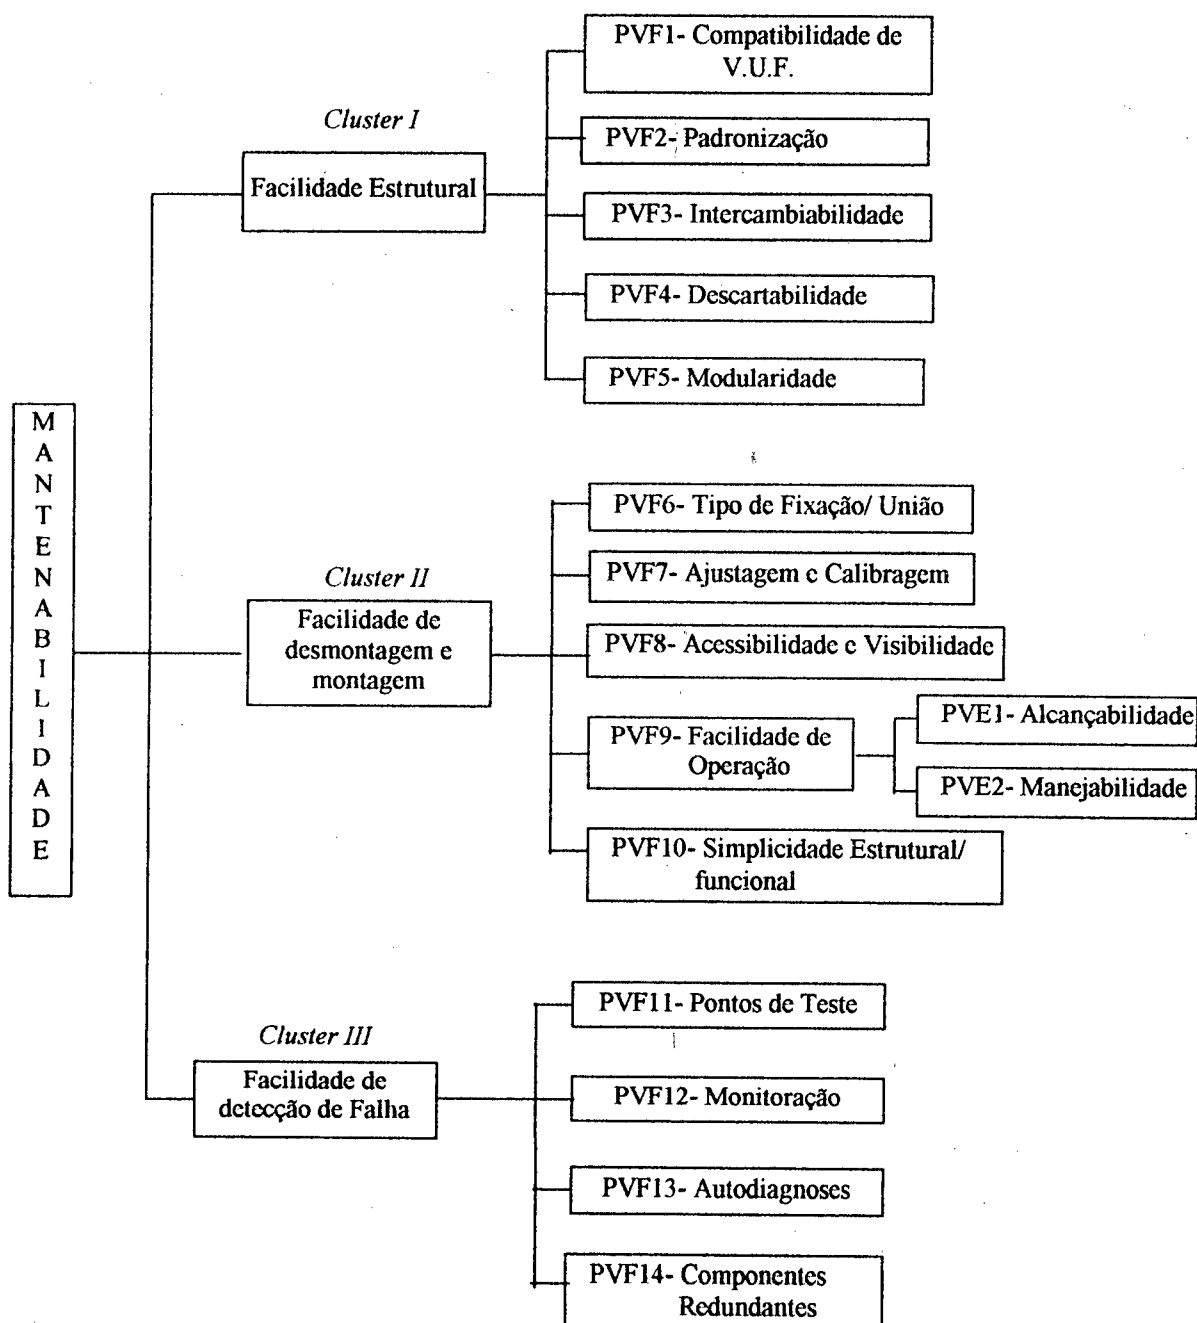 MANTENABILIDADE
Cluster I
Facilidade Estrutural
PVF1- Compatibilidade de
V.U.F.
PVF2- Padronização
PVF3- Intercambiabilidade
PVF4- Descartabilidade
PVF5- Modularidade
Cluster II
Facilidade de
desmontagem e
montagem
PVF6- Tipo de Fixação/ União
PVF7- Ajustagem e Calibragem
PVF8- Acessibilidade e Visibilidade
PVF9- Facilidade de
Operação
PVE1- Alcançabilidade
PVE2- Manejabilidade
PVF10- Simplicidade Estrutural/
funcional
Cluster III
Facilidade de
detecção de Falha
PVF11- Pontos de Teste
PVF12- Monitoração
PVF13- Autodiagnoses
PVF14- Componentes
Redundantes